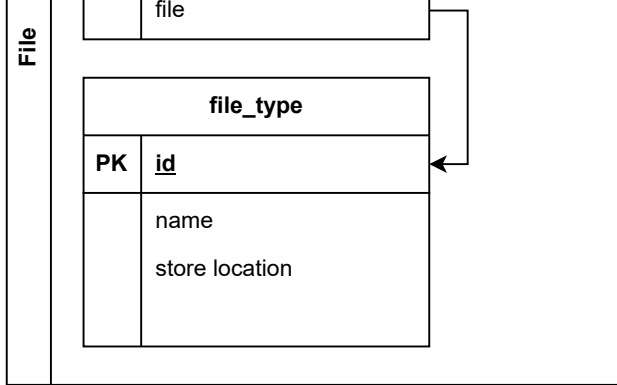 File
file
file_type
PK id
name
store location